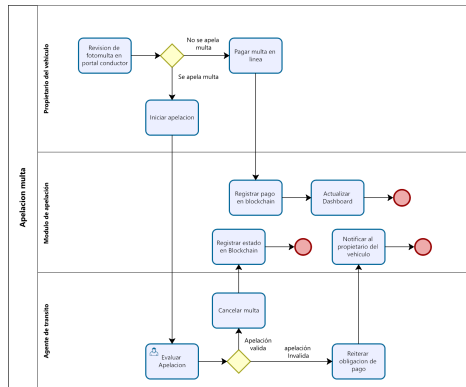 Apelacion multa
Propietario del vehiculo
Revision de
fotomulta en
portal conductor
No se apela
multa
Pagar multa en
linea
Se apela multa
Iniciar apelacion
Modulo de apelación
Registrar pago
en blockchain
Actualizar
Dashboard
Registrar estado
en Blockchain
Notificar al
propietario del
vehiculo
Agente de transito
Cancelar multa
Evaluar
Apelacion
Apelación
valida
apelación
Invalida
Reiterar
obligacion de
pago